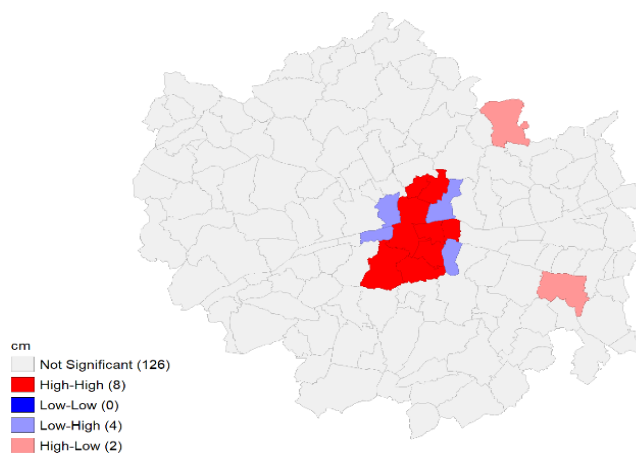 cm
Not Significant (126)
High-High (8)
Low-Low (0)
Low-High (4)
High-Low (2)